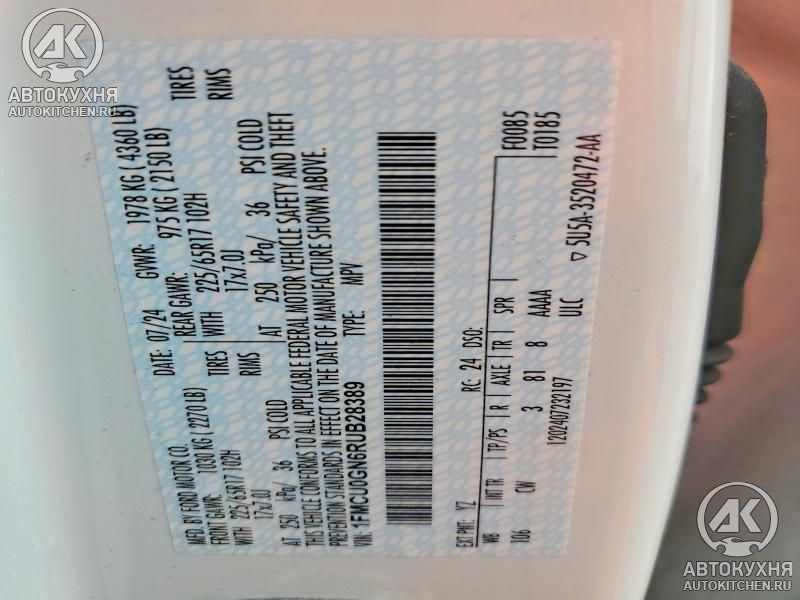 MFD. BY FORD MOTOR CO.
DATE: 07/24 GVWR: 1978 KG ( 4360 LB)
FRONT GAWR: 1030 KG ( 2270 LB) REAR GAWR: 975 KG ( 2150 LB)
WITH 225/65R17 102H TIRES WITH 225/65R17 102H TIRES
17x7.0J RIMS 17x7.0J RIMS
AT 250 kPa/ 36 PSI COLD AT 250 kPa/ 36 PSI COLD
THIS VEHICLE CONFORMS TO ALL APPLICABLE FEDERAL MOTOR VEHICLE SAFETY AND THEFT
PREVENTION STANDARDS IN EFFECT ON THE DATE OF MANUFACTURE SHOWN ABOVE.
VIN: 1FMCU0GN6RUB28389 TYPE: MPV
F0085
T0185
EXT PNT: YZ RC: 24 DSO:
WB INT TR TP/PS R AXLE TR SPR
106 CW 3 81 8 AAAA
ULC
1202407232197
▽ 5U5A-3520472-AA
АК
АВТОКУХНЯ
AUTOKITCHEN.RU
АК
АВТОКУХНЯ
AUTOKITCHEN.RU